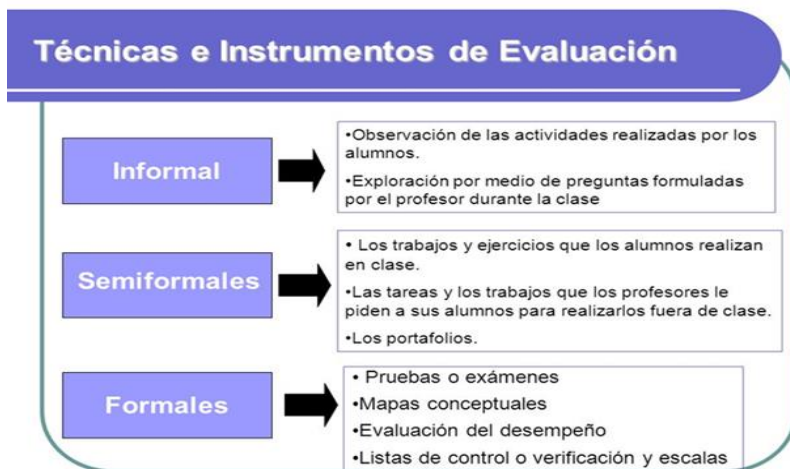 Técnicas e Instrumentos de Evaluación
Informal
•Observación de las actividades realizadas por los
alumnos.
•Exploración por medio de preguntas formuladas
por el profesor durante la clase
Semiformales
• Los trabajos y ejercicios que los alumnos realizan
en clase.
•Las tareas y los trabajos que los profesores le
piden a sus alumnos para realizarlos fuera de clase.
•Los portafolios.
Formales
• Pruebas o exámenes
•Mapas conceptuales
•Evaluación del desempeño
•Listas de control o verificación y escalas